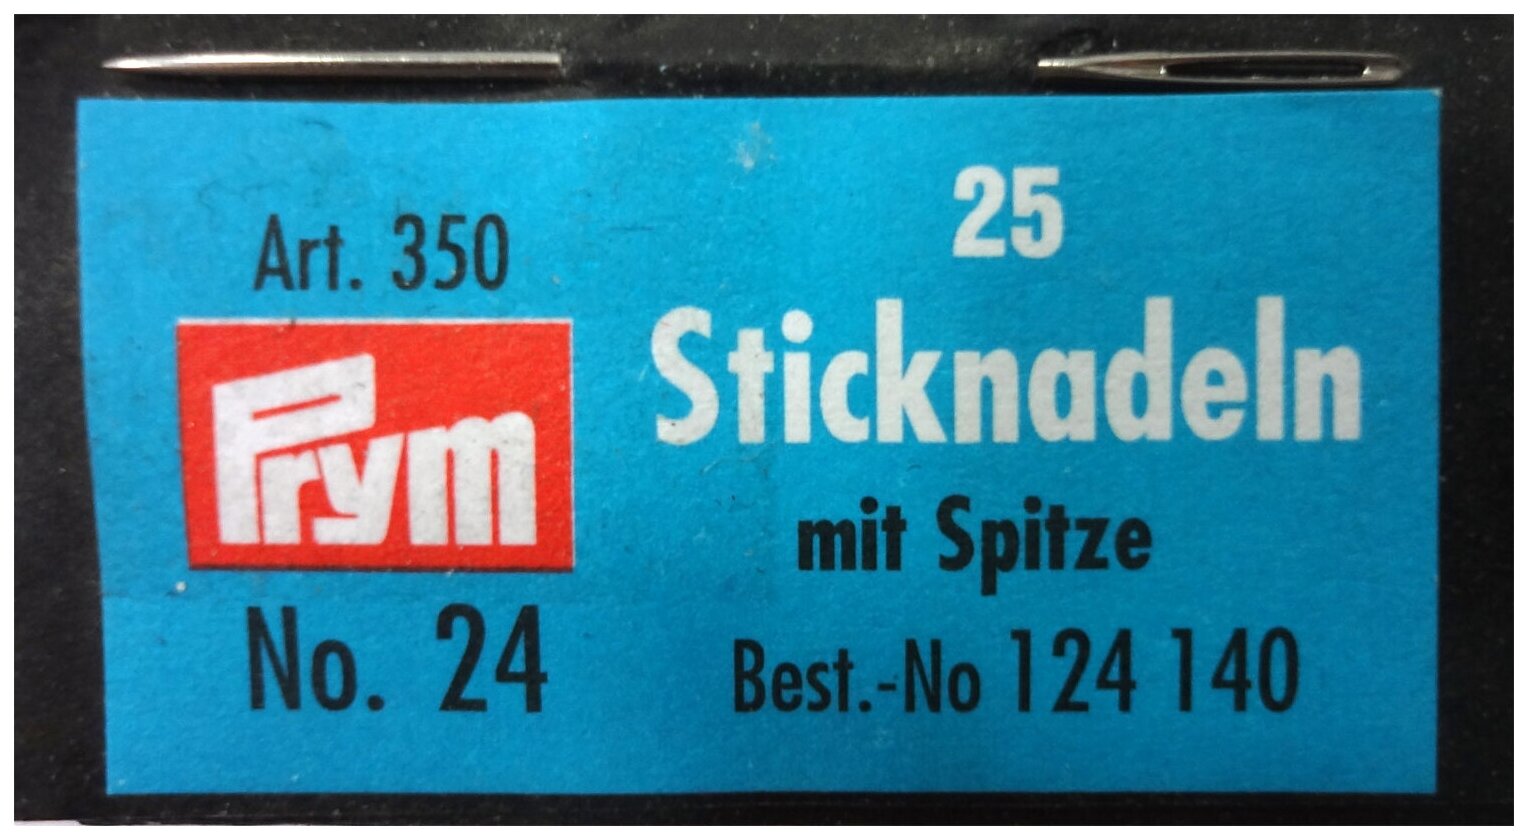 Art. 350
Prym
No. 24
25
Sticknadeln
mit Spitze
Best.-No 124 140